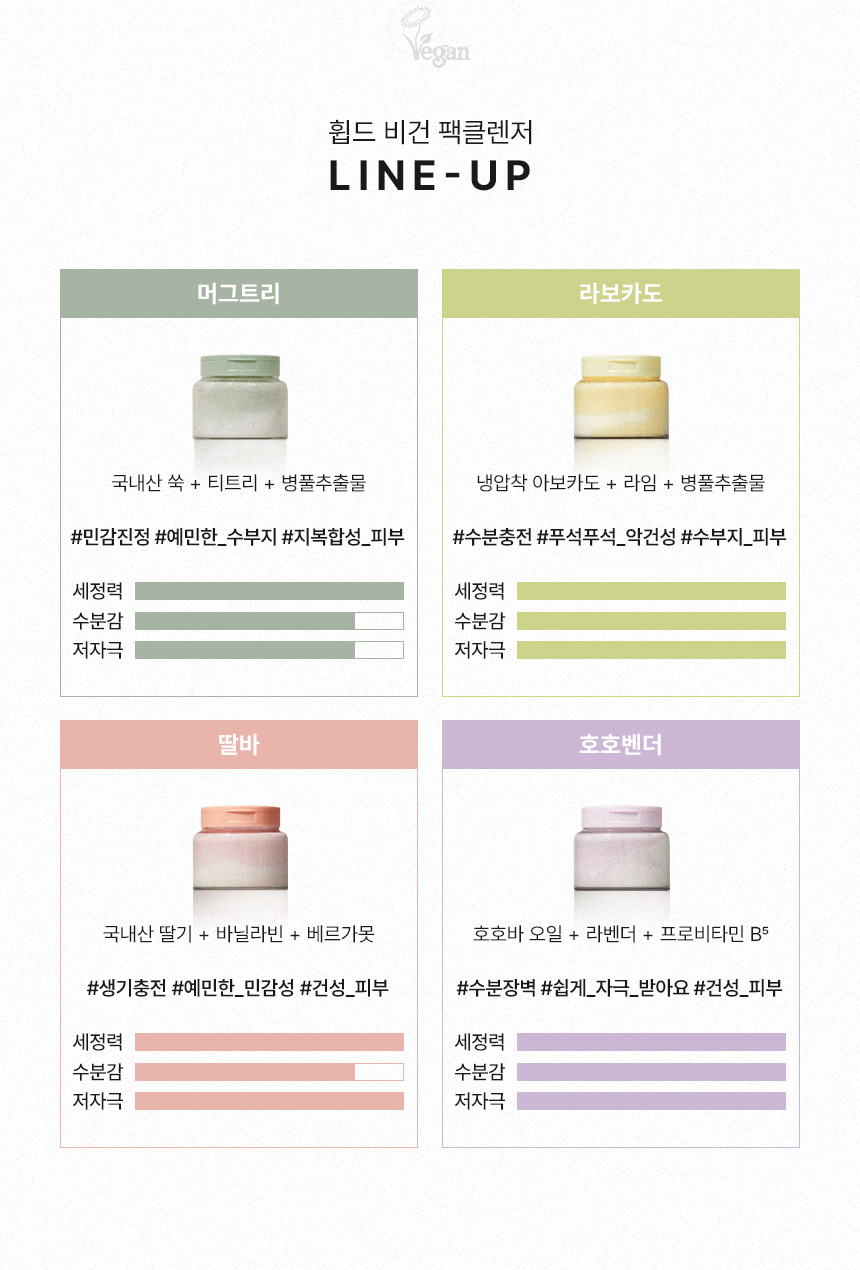 Vegan
휩드 비건 팩클렌저
LINE-UP
머그트리
국내산 쑥 + 티트리 + 병풀추출물
#민감진정 #예민한_수부지 #지복합성_피부
세정력
수분감
저자극
라보카도
냉압착 아보카도 + 라임 + 병풀추출물
#수분충전 #푸석푸석_악건성 #수부지_피부
세정력
수분감
저자극
딸바
국내산 딸기 + 바닐라빈 + 베르가못
#생기충전 #예민한_민감성 #건성_피부
세정력
수분감
저자극
호호벤더
호호바 오일 + 라벤더 + 프로비타민 B⁵
#수분장벽 #쉽게_자극_받아요 #건성_피부
세정력
수분감
저자극